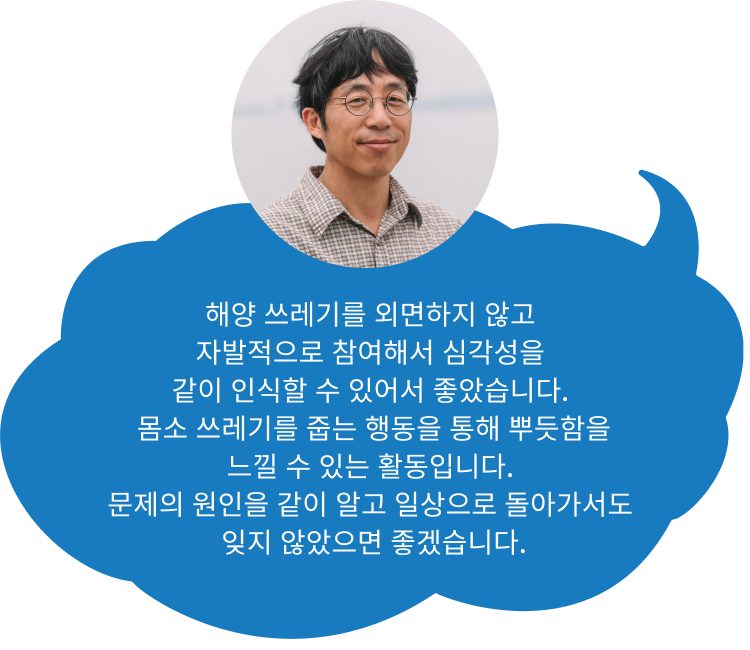 해양 쓰레기를 외면하지 않고
자발적으로 참여해서 심각성을
같이 인식할 수 있어서 좋았습니다.
몸소 쓰레기를 줍는 행동을 통해 뿌듯함을
느낄 수 있는 활동입니다.
문제의 원인을 같이 알고 일상으로 돌아가서도
잊지 않았으면 좋겠습니다.